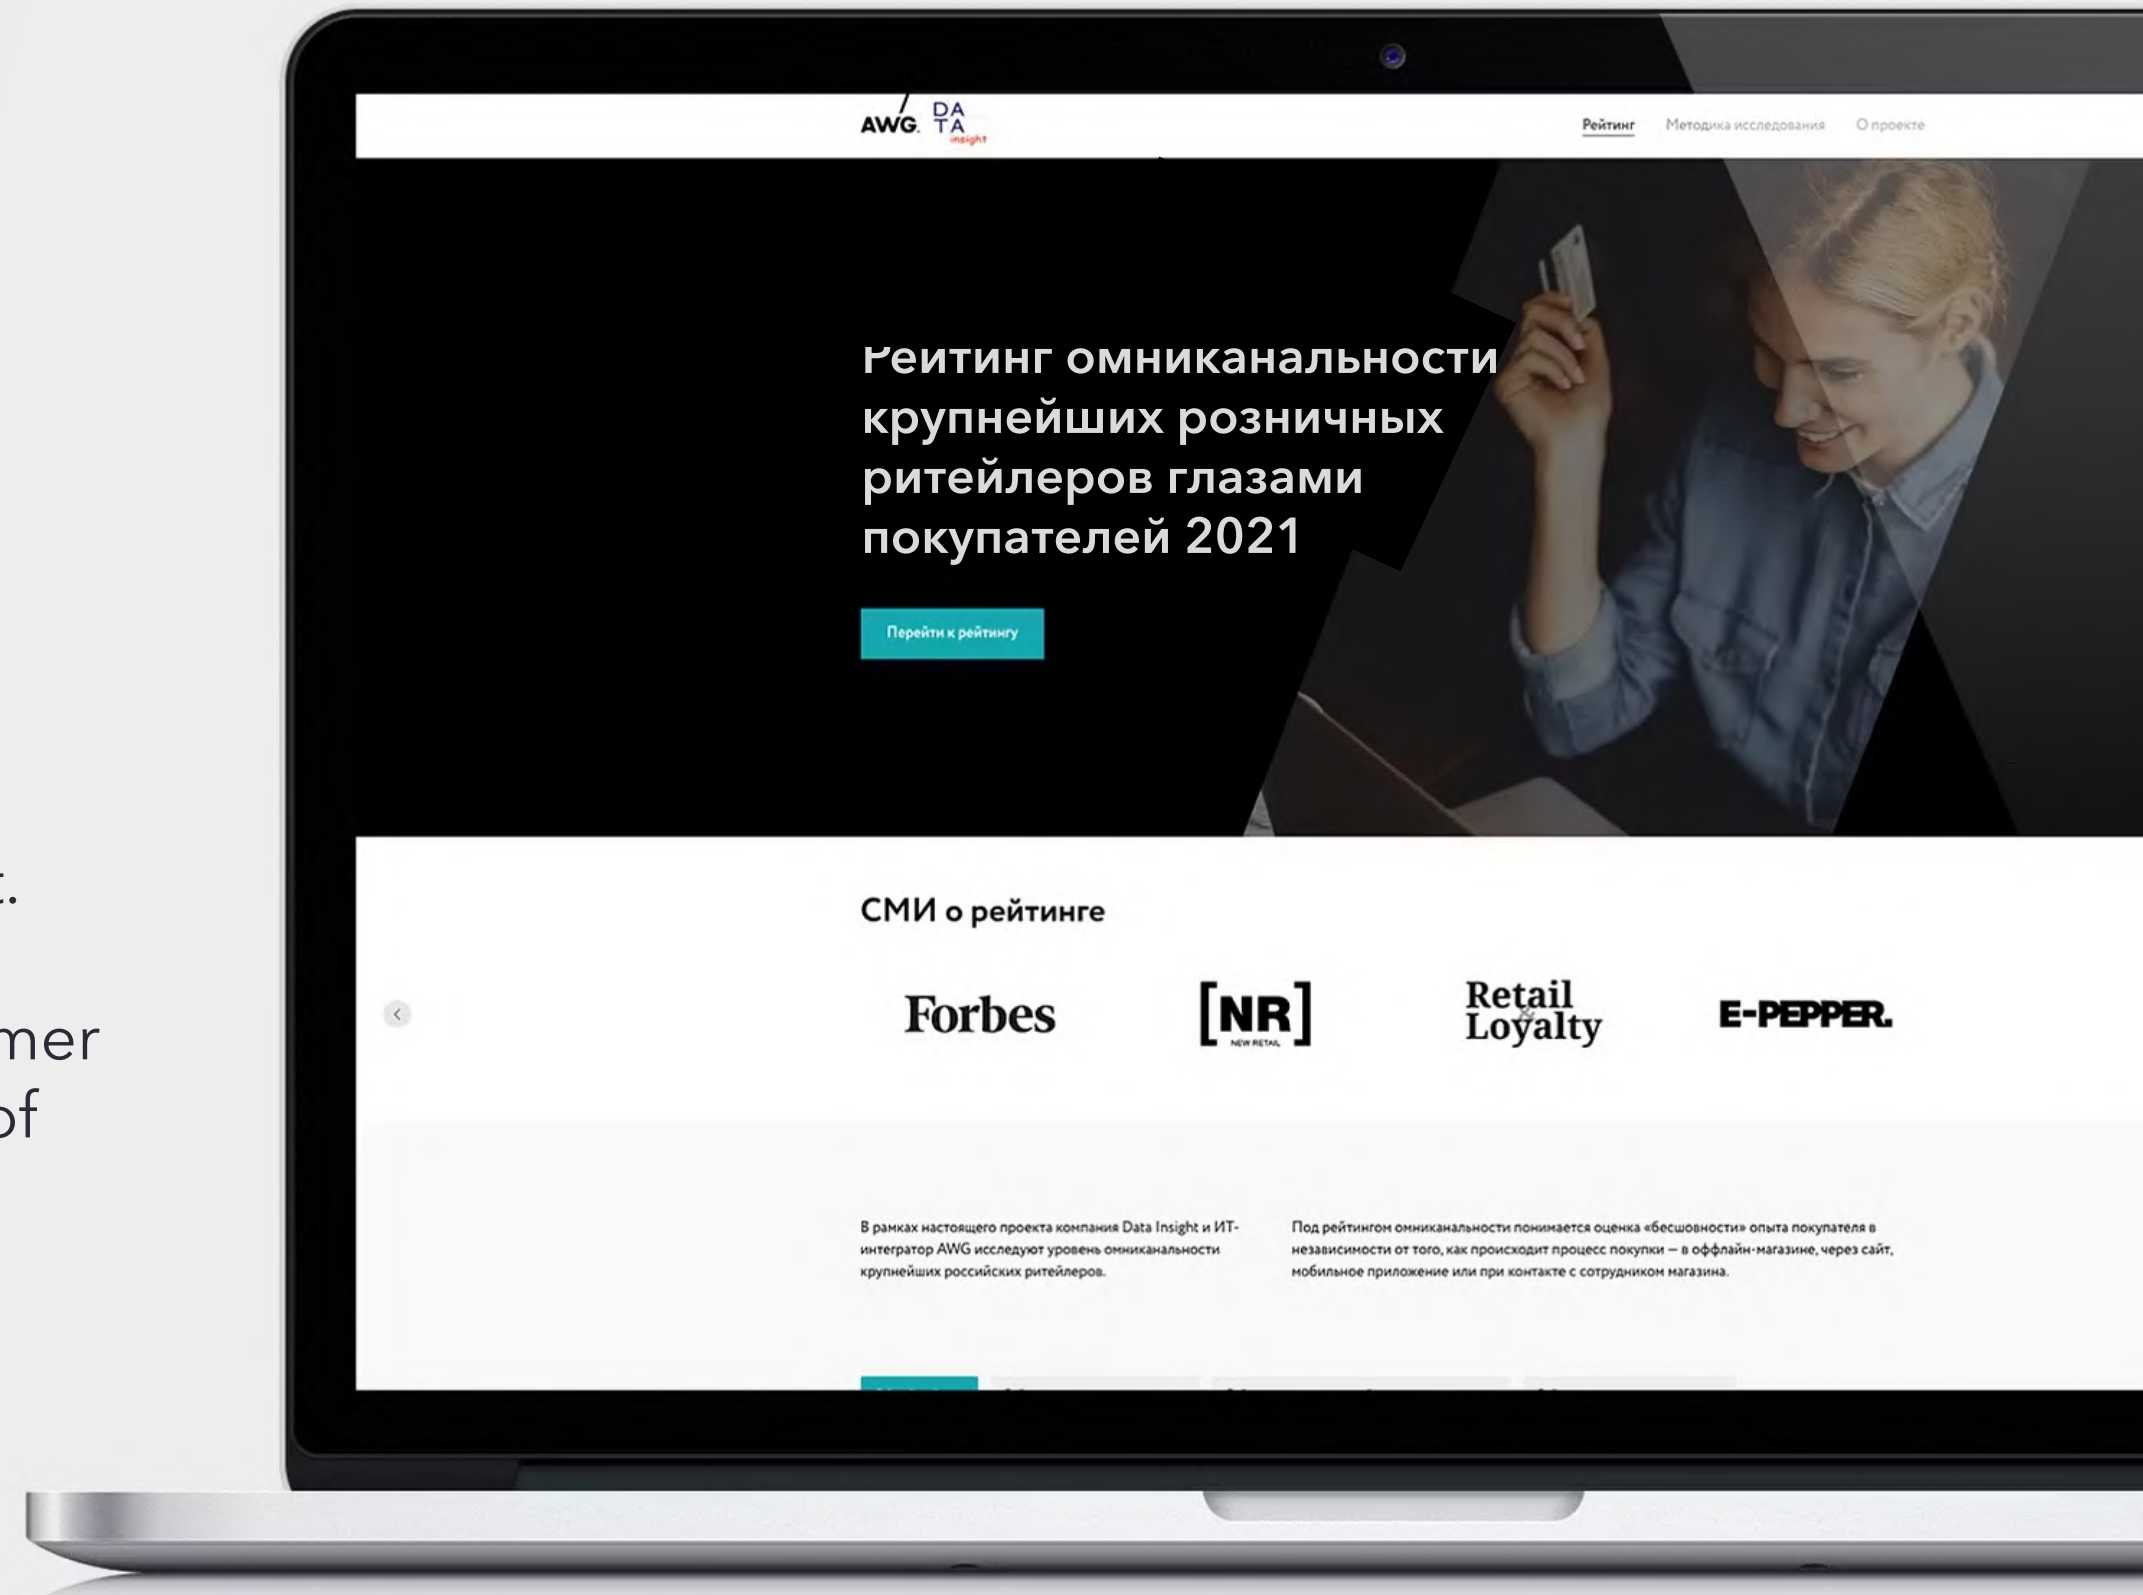 AWG.
DATA
insight
Рейтинг Методика исследования О проекте
Рейтинг омниканальности
крупнейших розничных
ритейлеров глазами
покупателей 2021
Перейти к рейтингу
СМИ о рейтинге
Forbes
[NR]
NEW RETAIL
Retail
&
Loyalty
E-PEPPER.
of
В рамках настоящего проекта компания Data Insight и ИТ-
интегратор AWG исследуют уровень омниканальности
крупнейших российских ритейлеров.
Под рейтингом омниканальности понимается оценка «бесшовности» опыта покупателя в
независимости от того, как происходит процесс покупки — в оффлайн-магазине, через сайт,
мобильное приложение или при контакте с сотрудником магазина.